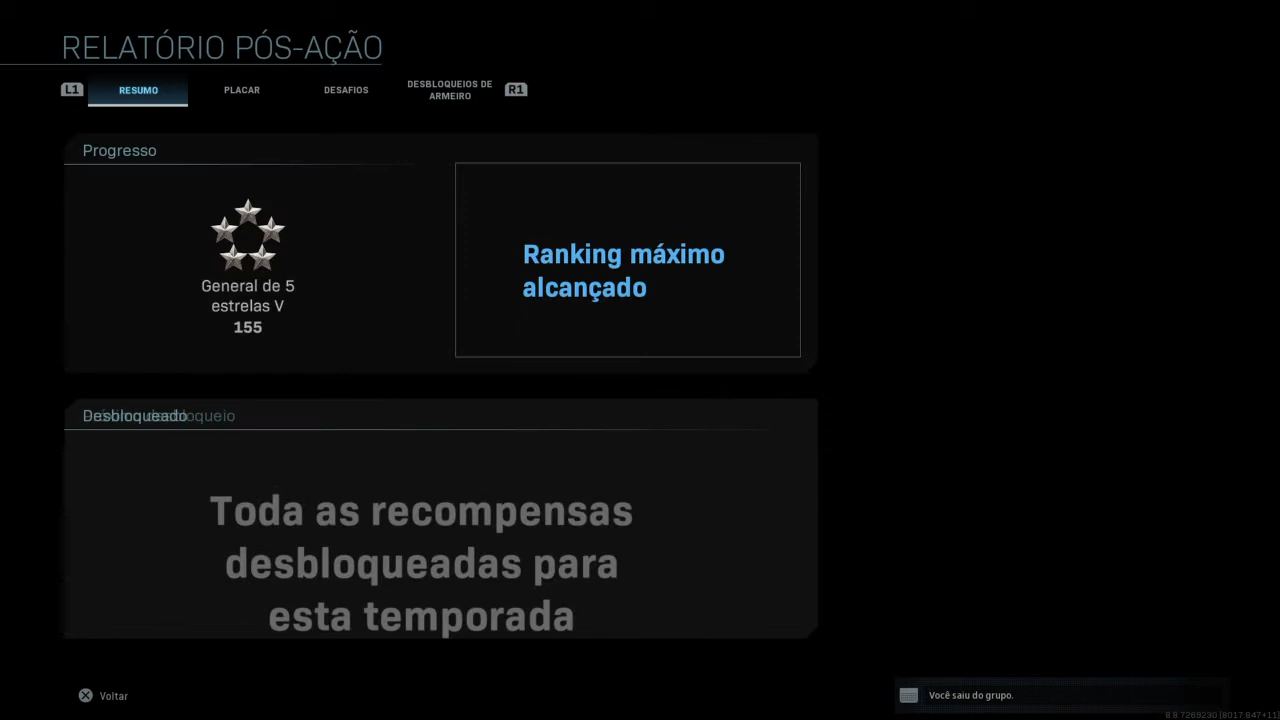 RELATÓRIO PÓS-AÇÃO
L1 RESUMO PLACAR DESAFIOS DESBLOQUEIOS DE ARMEIRO R1
Progresso
General de 5
estrelas V
155
Ranking máximo
alcançado
Desbloqueado
Toda as recompensas
desbloqueadas para
esta temporada
Voltar
Você saiu do grupo.